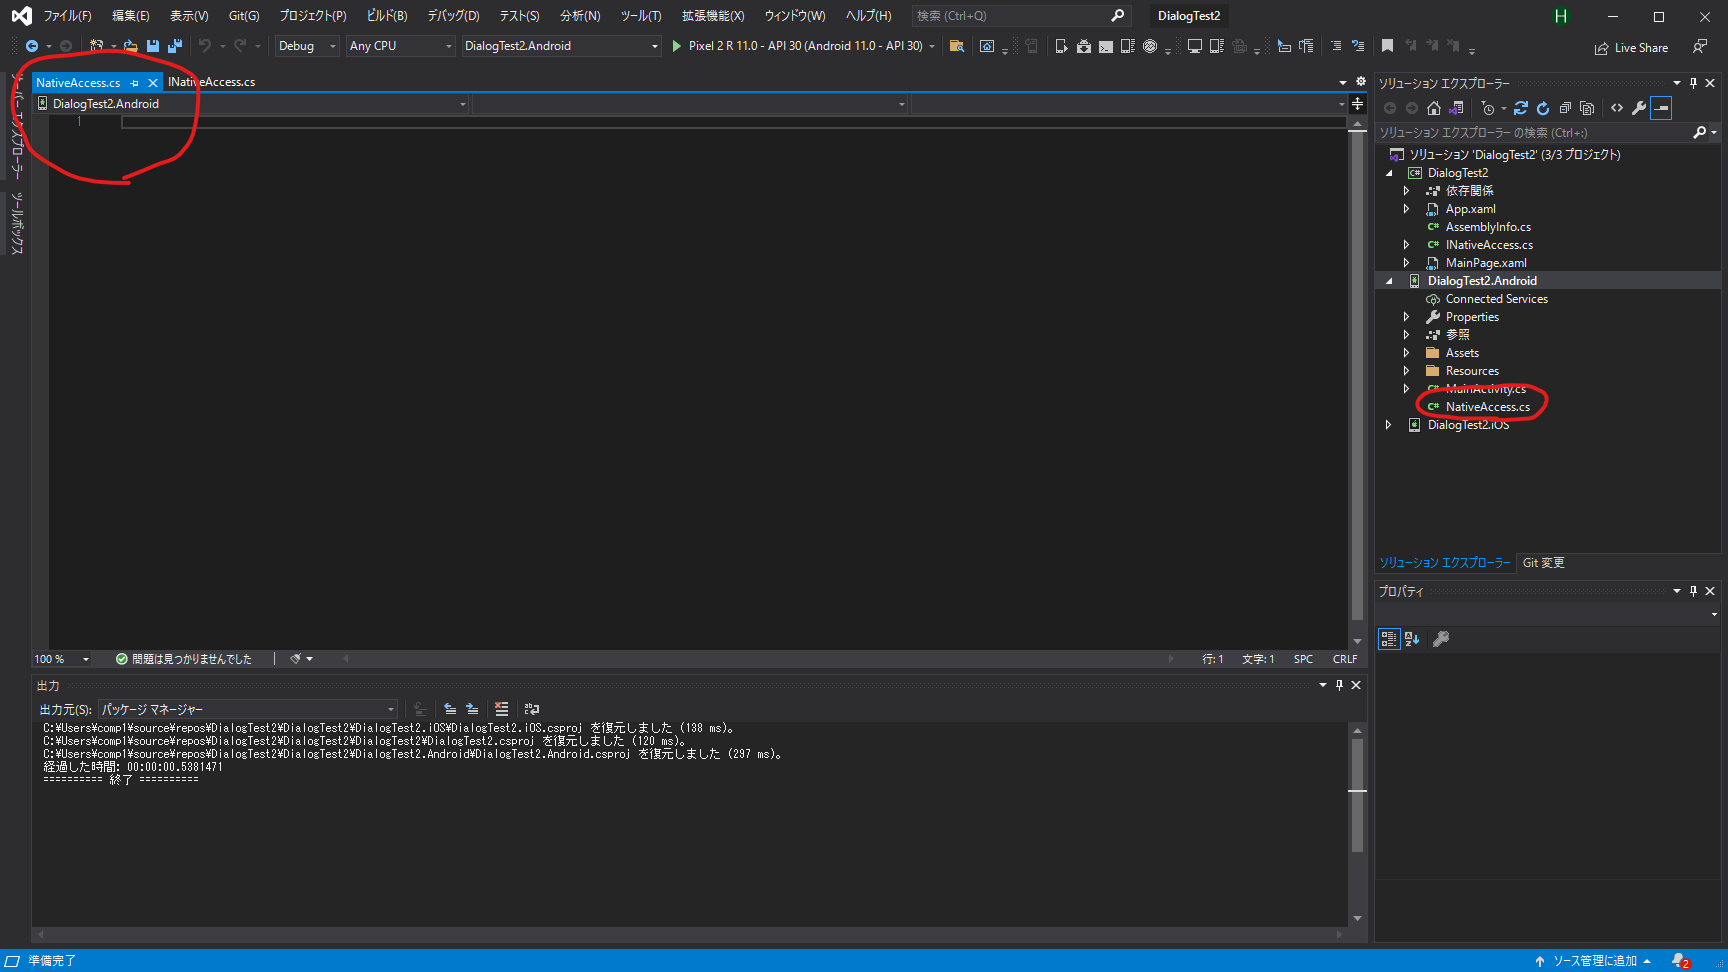 ファイル(F) 編集(E) 表示(V) Git(G) プロジェクト(P) ビルド(B) デバッグ(D) テスト(S) 分析(N) ツール(T) 拡張機能(X) ウィンドウ(W) ヘルプ(H) 検索 (Ctrl+Q) DialogTest2 H
Debug Any CPU DialogTest2.Android Pixel 2 R 11.0 - API 30 (Android 11.0 - API 30) Live Share
サーバー エクスプローラー
ツールボックス
NativeAccess.cs INativeAccess.cs
DialogTest2.Android
1
100 % 問題は見つかりませんでした 行: 1 文字: 1 SPC CRLF
出力
出力元(S): パッケージ マネージャー
C:¥Users¥comp1¥source¥repos¥DialogTest2¥DialogTest2¥DialogTest2.iOS¥DialogTest2.iOS.csproj を復元しました (138 ms)。
C:¥Users¥comp1¥source¥repos¥DialogTest2¥DialogTest2¥DialogTest2¥DialogTest2.csproj を復元しました (120 ms)。
C:¥Users¥comp1¥source¥repos¥DialogTest2¥DialogTest2¥DialogTest2.Android¥DialogTest2.Android.csproj を復元しました (297 ms)。
経過した時間: 00:00:00.5381471
========== 終了 ==========
ソリューション エクスプローラー
ソリューション エクスプローラー の検索 (Ctrl+:)
ソリューション 'DialogTest2' (3/3 プロジェクト)
DialogTest2
依存関係
App.xaml
AssemblyInfo.cs
INativeAccess.cs
MainPage.xaml
DialogTest2.Android
Connected Services
Properties
参照
Assets
Resources
MainActivity.cs
NativeAccess.cs
DialogTest2.iOS
ソリューション エクスプローラー Git 変更
プロパティ
準備完了 ソース管理に追加 2